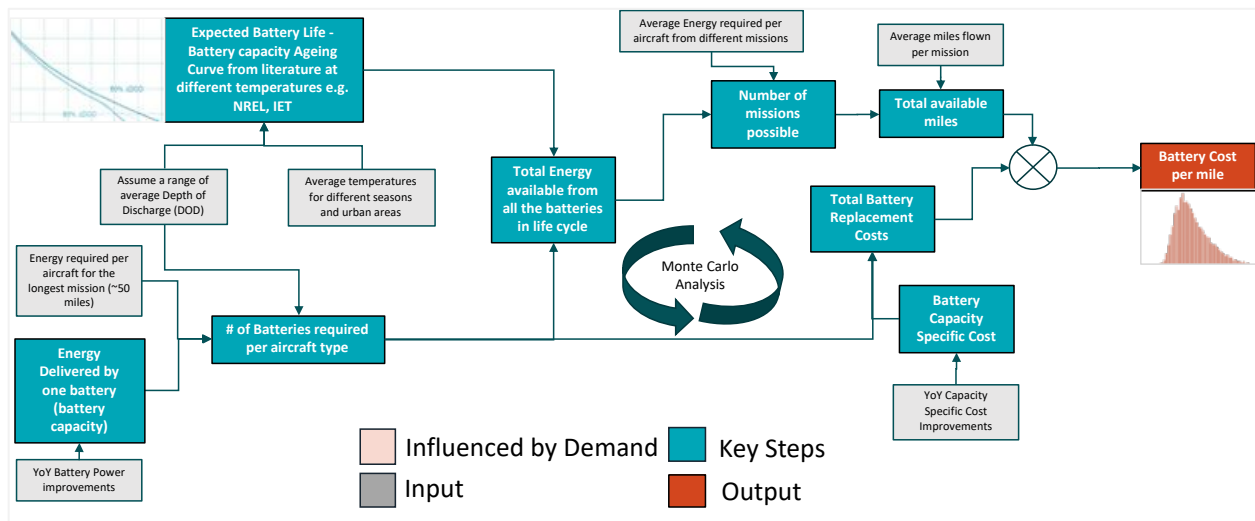 Expected Battery Life -
Battery capacity Ageing
Curve from literature at
different temperatures e.g.
NREL, IET
Average Energy required per
aircraft from different missions
Average miles flown
per mission
Number of
missions
possible
Total available
miles
Assume a range of
average Depth of
Discharge (DOD)
Average temperatures
for different seasons
and urban areas
Total Energy
available from
all the batteries
in life cycle
Battery Cost
per mile
Total Battery
Replacement
Costs
Energy required per
aircraft for the
longest mission (~50
miles)
Monte Carlo
Analysis
# of Batteries required
per aircraft type
Battery
Capacity
Specific Cost
Energy
Delivered by
one battery
(battery
capacity)
YoY Capacity
Specific Cost
Improvements
YoY Battery Power
improvements
Influenced by Demand
Key Steps
Input
Output